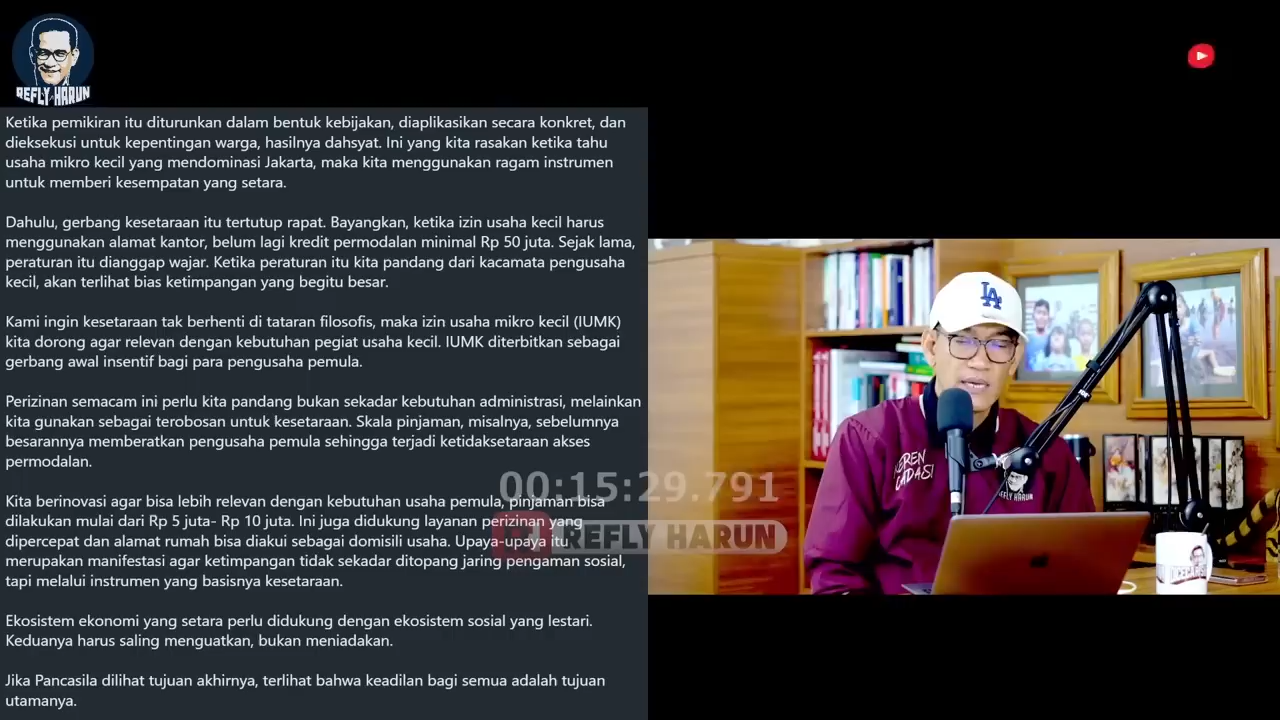 REFLY HARUN
Ketika pemikiran itu diturunkan dalam bentuk kebijakan, diaplikasikan secara konkret, dan
dieksekusi untuk kepentingan warga, hasilnya dahsyat. Ini yang kita rasakan ketika tahu
usaha mikro kecil yang mendominasi Jakarta, maka kita menggunakan ragam instrumen
untuk memberi kesempatan yang setara.
Dahulu, gerbang kesetaraan itu tertutup rapat. Bayangkan, ketika izin usaha kecil harus
menggunakan alamat kantor, belum lagi kredit permodalan minimal Rp 50 juta. Sejak lama,
peraturan itu dianggap wajar. Ketika peraturan itu kita pandang dari kacamata pengusaha
kecil, akan terlihat bias ketimpangan yang begitu besar.
Kami ingin kesetaraan tak berhenti di tataran filosofis, maka izin usaha mikro kecil (IUMK)
kita dorong agar relevan dengan kebutuhan pegiat usaha kecil. IUMK diterbitkan sebagai
gerbang awal insentif bagi para pengusaha pemula.
Perizinan semacam ini perlu kita pandang bukan sekadar kebutuhan administrasi, melainkan
kita gunakan sebagai terobosan untuk kesetaraan. Skala pinjaman, misalnya, sebelumnya
besarannya memberatkan pengusaha pemula sehingga terjadi ketidaksetaraan akses
permodalan.
Kita berinovasi agar bisa lebih relevan dengan kebutuhan usaha pemula, pinjaman bisa
dilakukan mulai dari Rp 5 juta- Rp 10 juta. Ini juga didukung layanan perizinan yang
dipercepat dan alamat rumah bisa diakui sebagai domisili usaha. Upaya-upaya itu
merupakan manifestasi agar ketimpangan tidak sekadar ditopang jaring pengaman sosial,
tapi melalui instrumen yang basisnya kesetaraan.
Ekosistem ekonomi yang setara perlu didukung dengan ekosistem sosial yang lestari.
Keduanya harus saling menguatkan, bukan meniadakan.
Jika Pancasila dilihat tujuan akhirnya, terlihat bahwa keadilan bagi semua adalah tujuan
utamanya.
00:15:29.791
REFLY HARUN
LA
KEREN
CADAS!
REFLY HARUN